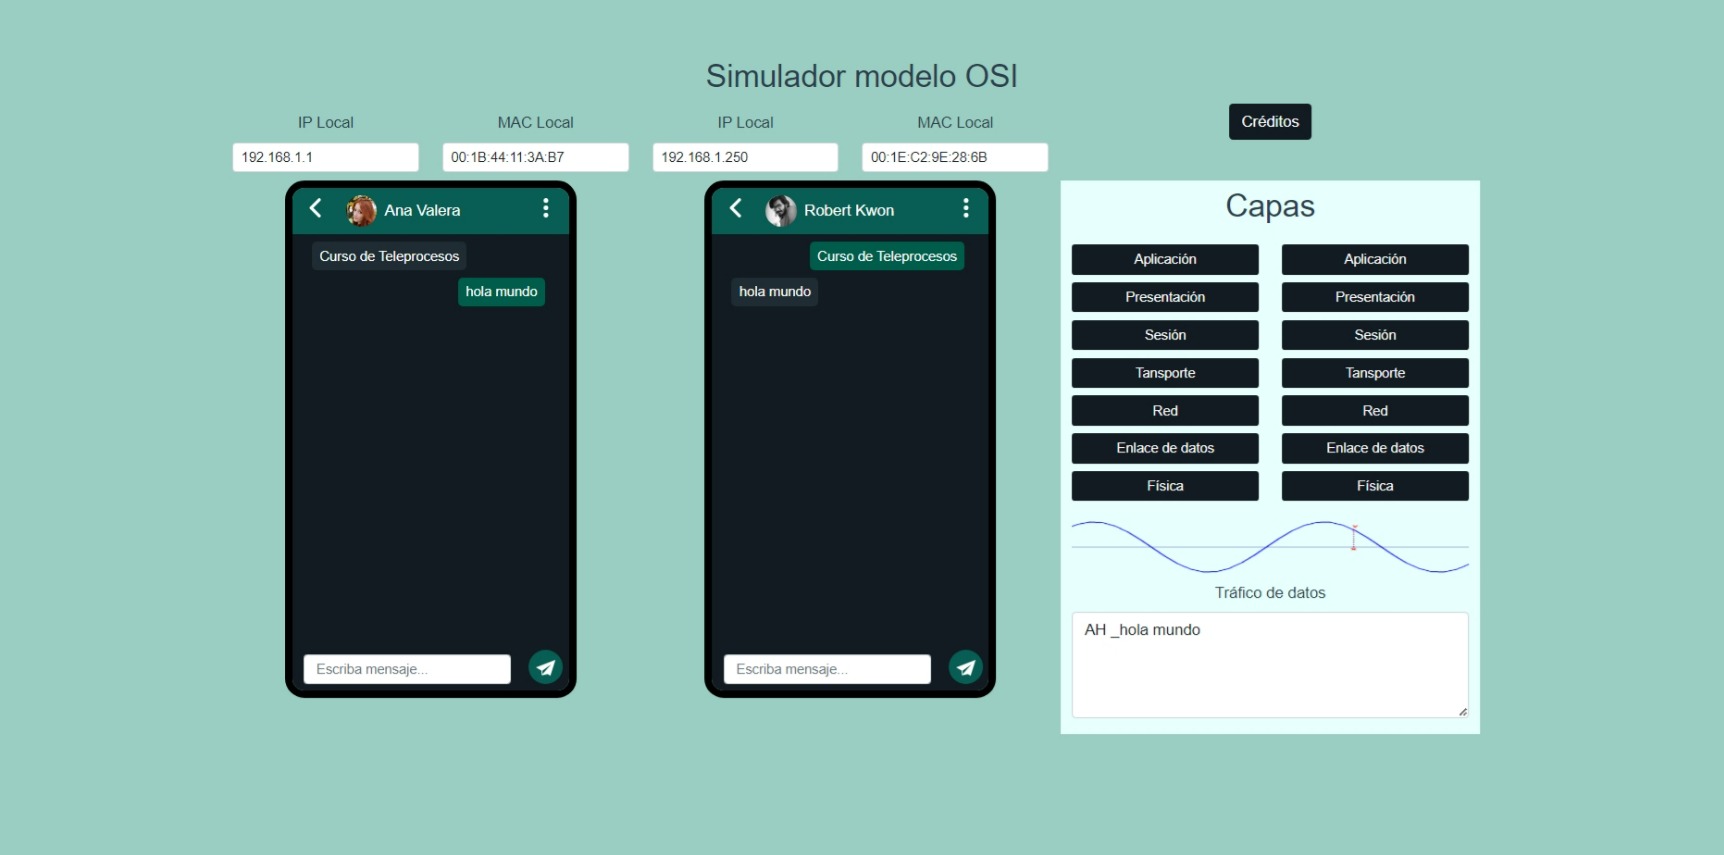 Simulador modelo OSI
IP Local
MAC Local
IP Local
MAC Local
Créditos
192.168.1.1
00:1B:44:11:3A:B7
192.168.1.250
00:1E:C2:9E:28:6B
Ana Valera
Curso de Teleprocesos
hola mundo
Escriba mensaje...
Robert Kwon
Curso de Teleprocesos
hola mundo
Escriba mensaje...
Capas
Aplicación
Aplicación
Presentación
Presentación
Sesión
Sesión
Tansporte
Tansporte
Red
Red
Enlace de datos
Enlace de datos
Física
Física
Tráfico de datos
AH _hola mundo